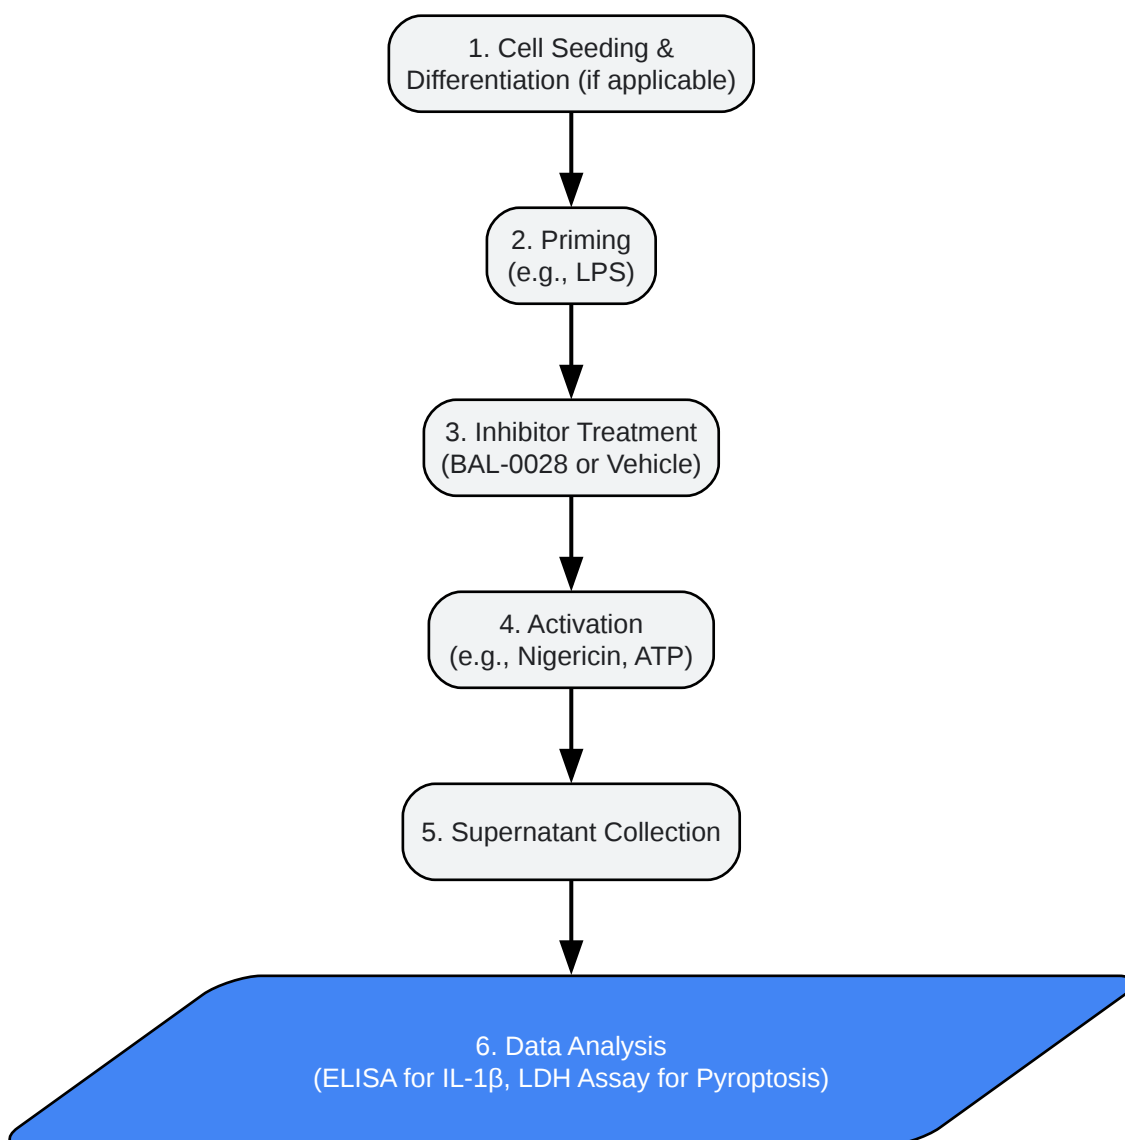 1. Cell Seeding &
Differentiation (if applicable)
2. Priming
(e.g., LPS)
3. Inhibitor Treatment
(BAL-0028 or Vehicle)
4. Activation
(e.g., Nigericin, ATP)
5. Supernatant Collection
6. Data Analysis
(ELISA for IL-1β, LDH Assay for Pyroptosis)